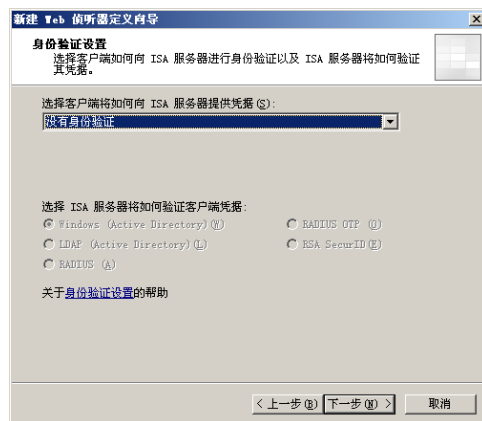 新建 Web 侦听器定义向导
身份验证设置
选择客户端如何向 ISA 服务器进行身份验证以及 ISA 服务器将如何验证
其凭据。
选择客户端将如何向 ISA 服务器提供凭据(S):
没有身份验证
选择 ISA 服务器将如何验证客户端凭据:
Windows (Active Directory)(W)
RADIUS OTP (O)
LDAP (Active Directory)(L)
RSA SecurID(E)
RADIUS (A)
关于身份验证设置的帮助
< 上一步(B)
下一步(N) >
取消